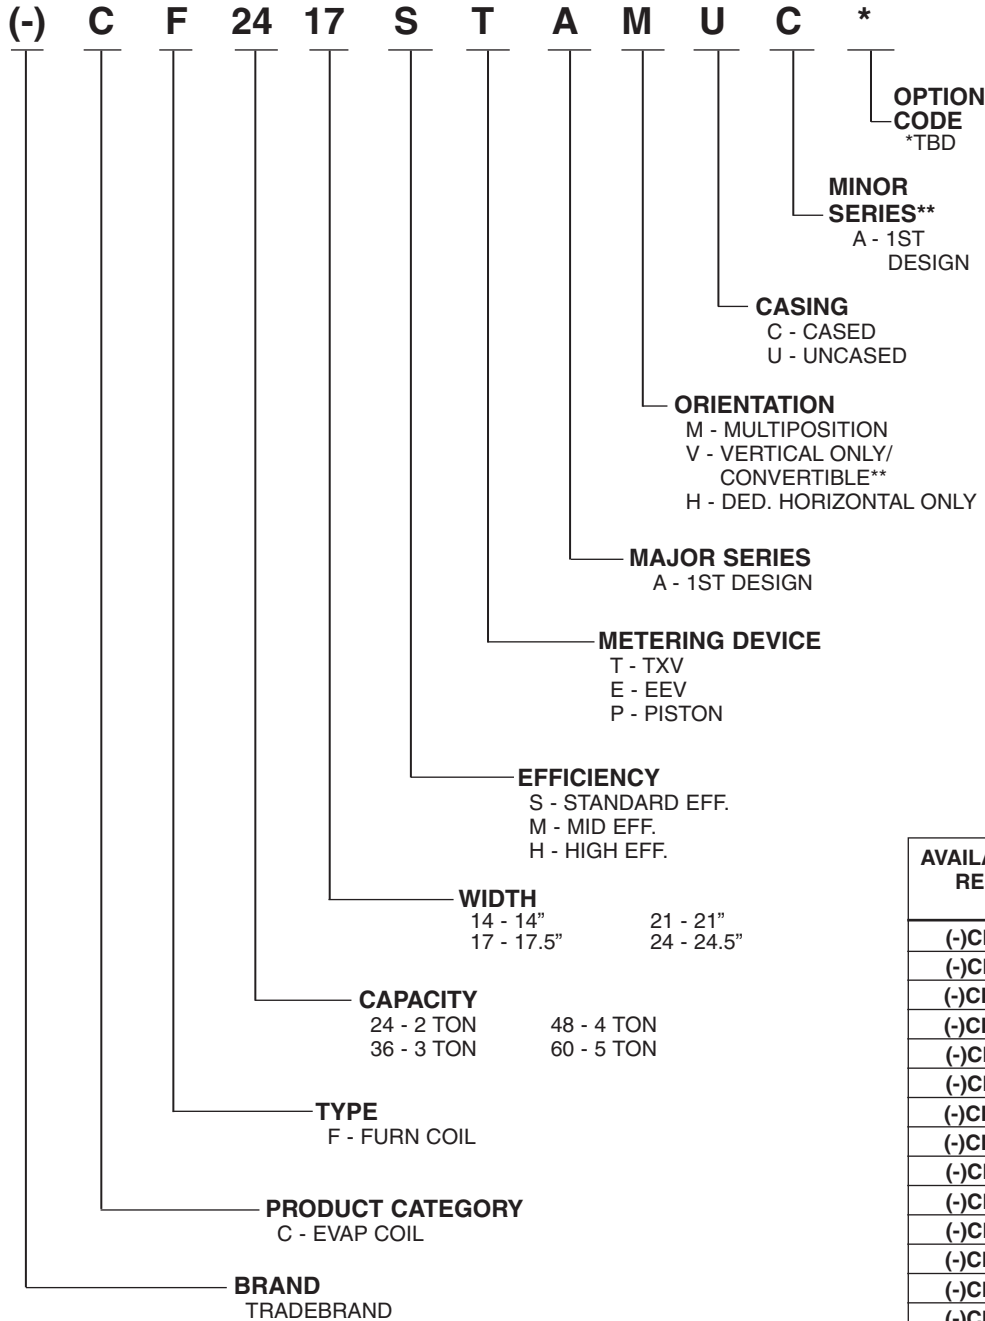 (-) C F 24 17 S T A M U C *
OPTION
CODE
*TBD
MINOR
SERIES**
A - 1ST
DESIGN
CASING
C - CASED
U - UNCASED
ORIENTATION
M - MULTIPOSITION
V - VERTICAL ONLY/
CONVERTIBLE**
H - DED. HORIZONTAL ONLY
MAJOR SERIES
A - 1ST DESIGN
METERING DEVICE
T - TXV
E - EEV
P - PISTON
EFFICIENCY
S - STANDARD EFF.
M - MID EFF.
H - HIGH EFF.
WIDTH
14 - 14” 21 - 21”
17 - 17.5” 24 - 24.5”
CAPACITY
24 - 2 TON 48 - 4 TON
36 - 3 TON 60 - 5 TON
TYPE
F - FURN COIL
PRODUCT CATEGORY
C - EVAP COIL
BRAND
TRADEBRAND